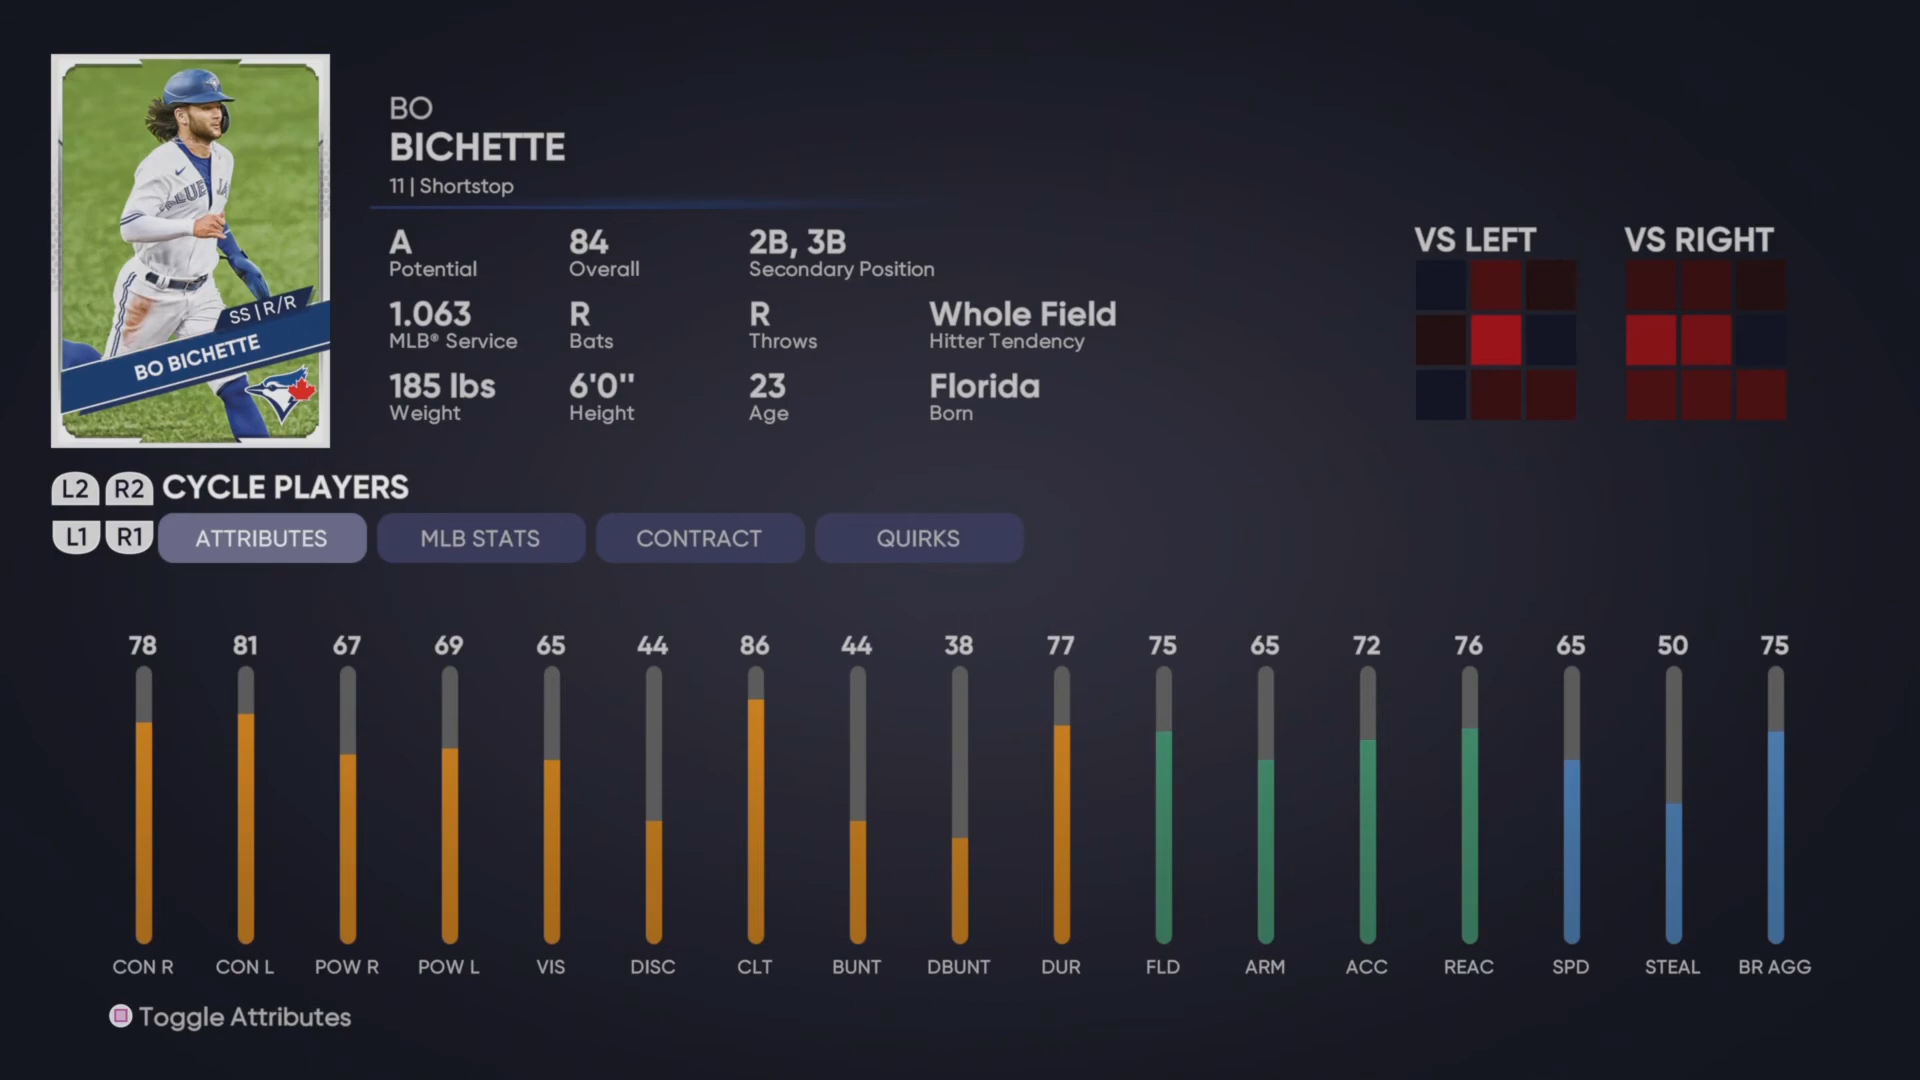 BO
BICHETTE
11 | Shortstop
A
Potential
84
Overall
2B, 3B
Secondary Position
1.063
MLB® Service
R
Bats
R
Throws
Whole Field
Hitter Tendency
185 lbs
Weight
6'0"
Height
23
Age
Florida
Born
VS LEFT
VS RIGHT
SS | R/R
BO BICHETTE
L2 R2 CYCLE PLAYERS
L1 R1 ATTRIBUTES MLB STATS CONTRACT QUIRKS
78 81 67 69 65 44 86 44 38 77 75 65 72 76 65 50 75
CON R CON L POW R POW L VIS DISC CLT BUNT DBUNT DUR FLD ARM ACC REAC SPD STEAL BR AGG
Toggle Attributes